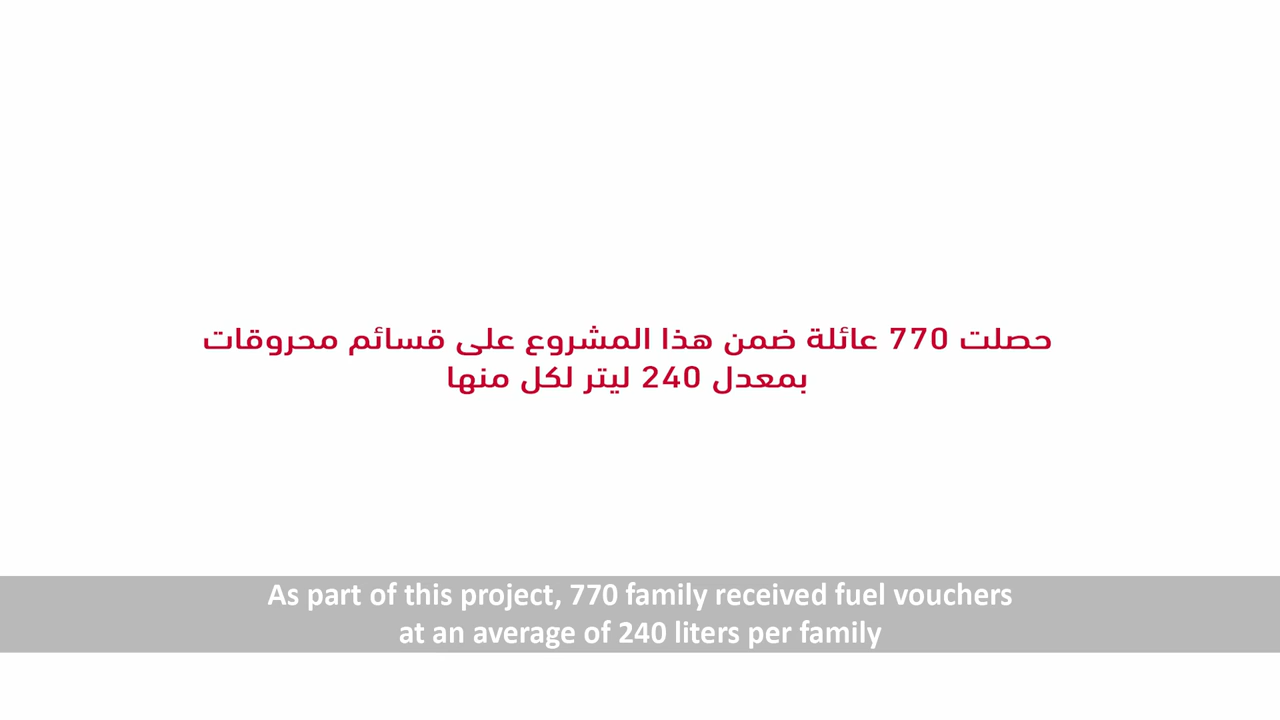 حصلت 770 عائلة ضمن هذا المشروع على قسائم محروقات
بمعدل 240 ليتر لكل منها
As part of this project, 770 family received fuel vouchers
at an average of 240 liters per family